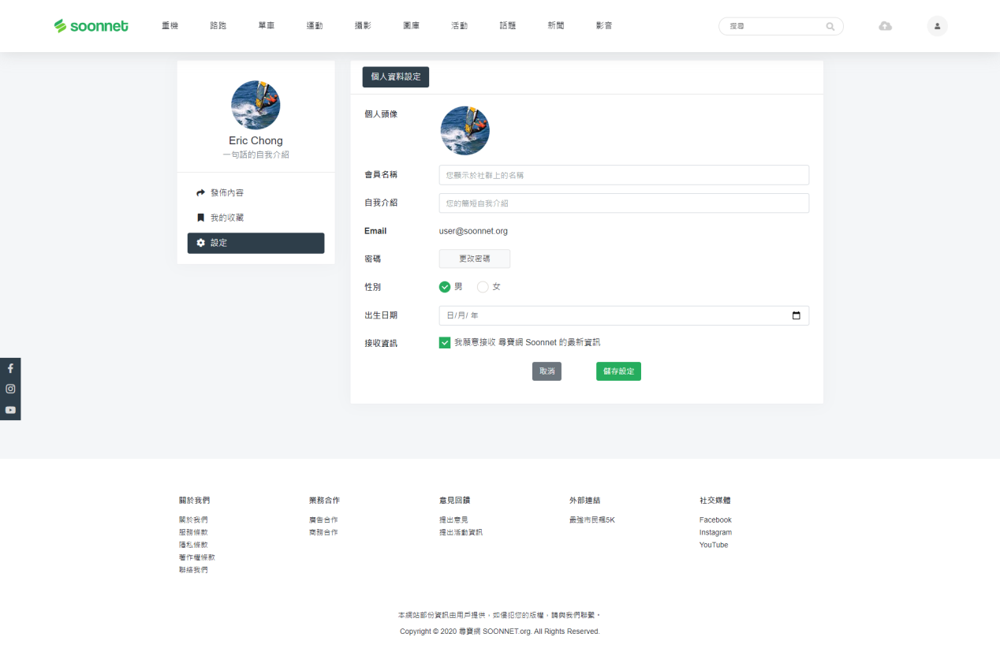 soonnet
重機 路跑 單車 運動 攝影 圖庫 活動 話題 新聞 影音
搜尋
Eric Chong
一句話的自我介紹
發佈內容
我的收藏
設定
個人資料設定
個人頭像
會員名稱 您顯示於社群上的名稱
自我介紹 您的簡短自我介紹
Email user@soonnet.org
密碼 更改密碼
性別 男 女
出生日期 日/月/ 年
接收資訊 我願意接收 尋寶網 Soonnet 的最新資訊
取消 儲存設定
關於我們 業務合作 意見回饋 外部連結 社交媒體
關於我們 廣告合作 提出意見 最強市民飆5K Facebook
服務條款 商務合作 提出活動資訊 Instagram
隱私條款 YouTube
著作權條款
聯絡我們
本網站部份資訊由用戶提供，如侵犯您的版權，請與我們聯繫。
Copyright © 2020 尋寶網 SOONNET.org. All Rights Reserved.